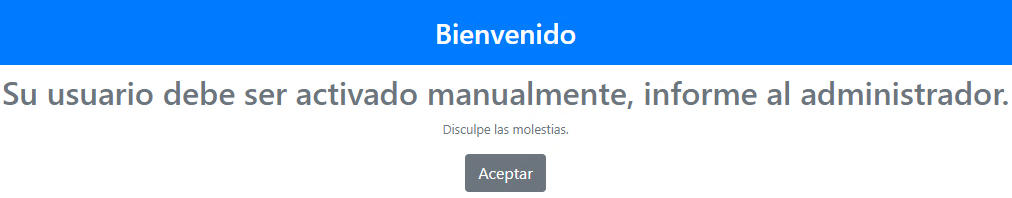 Bienvenido
Su usuario debe ser activado manualmente, informe al administrador.
Disculpe las molestias.
Aceptar